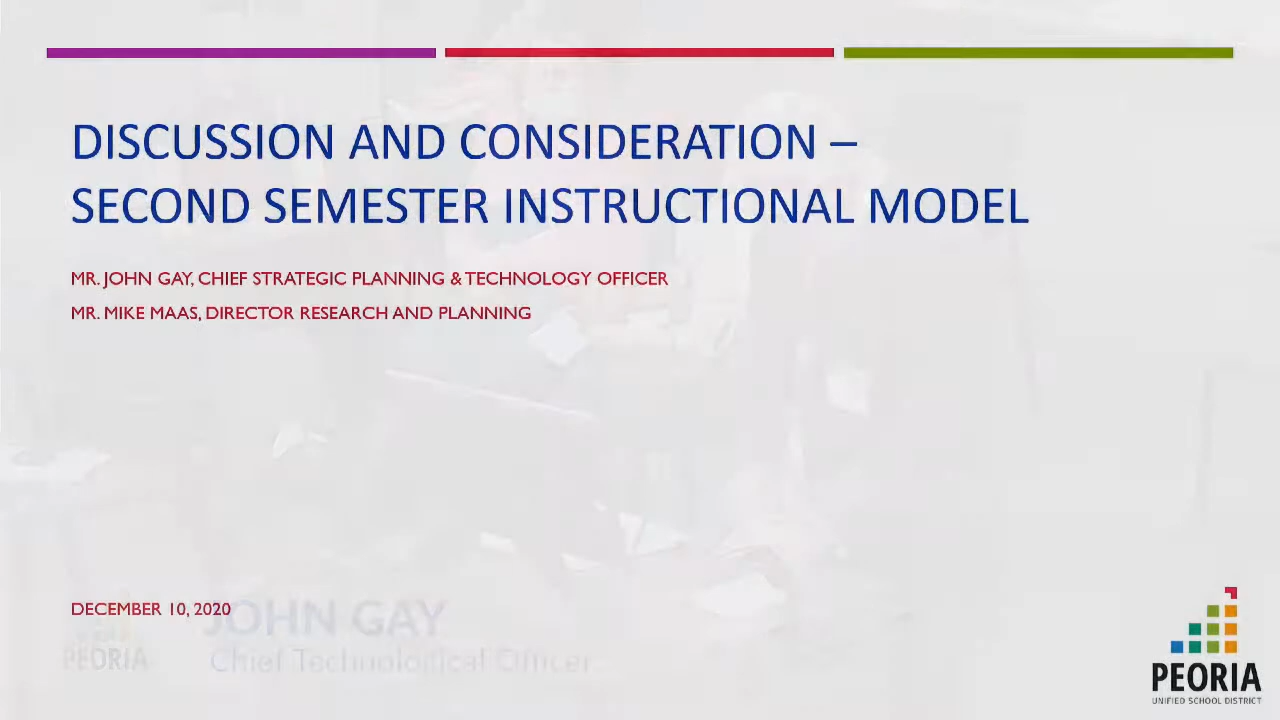 DISCUSSION AND CONSIDERATION –
SECOND SEMESTER INSTRUCTIONAL MODEL
MR. JOHN GAY, CHIEF STRATEGIC PLANNING & TECHNOLOGY OFFICER
MR. MIKE MAAS, DIRECTOR RESEARCH AND PLANNING
DECEMBER 10, 2020
JOHN GAY
Chief Technological Officer
PEORIA
PEORIA
UNIFIED SCHOOL DISTRICT